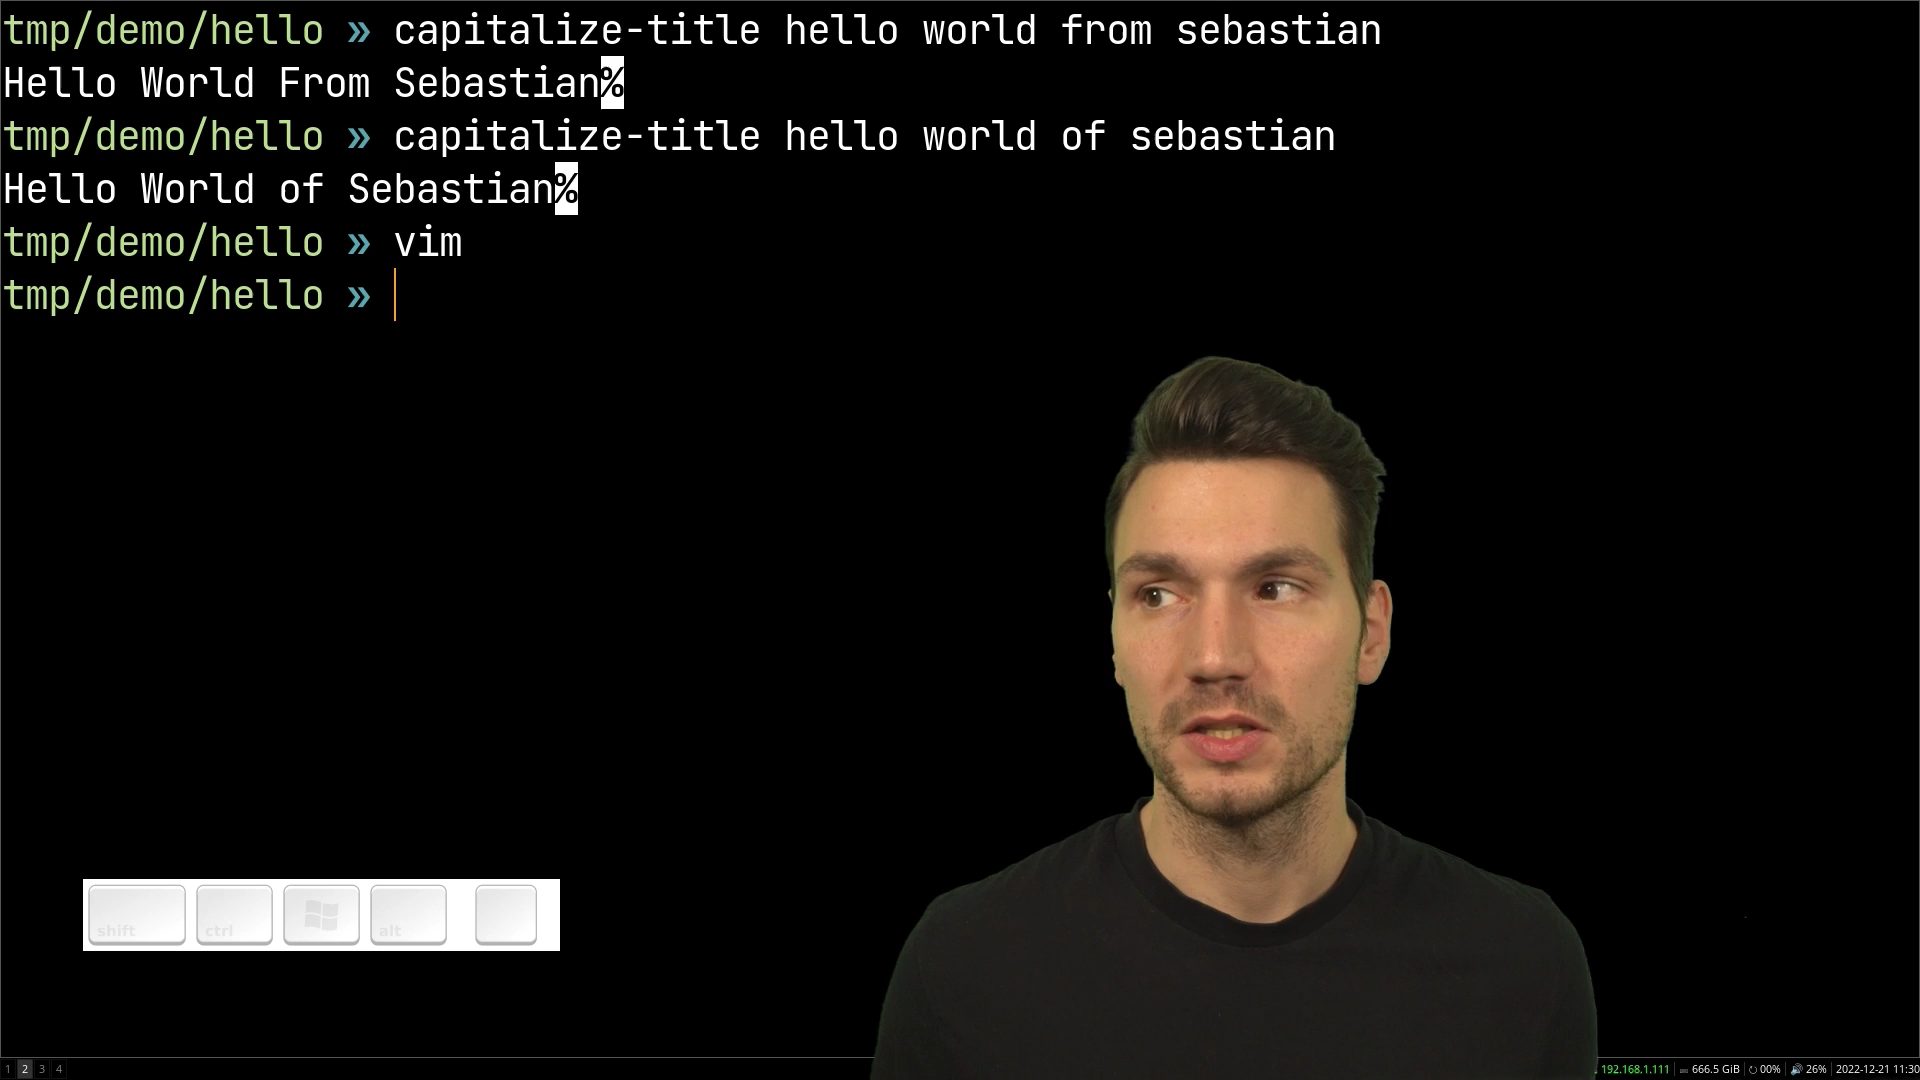 tmp/demo/hello » capitalize-title hello world from sebastian
Hello World From Sebastian%
tmp/demo/hello » capitalize-title hello world of sebastian
Hello World of Sebastian%
tmp/demo/hello » vim
tmp/demo/hello »
shift ctrl alt
1 2 3 4
192.168.1.111 666.5 GiB 00% 26% 2022-12-21 11:30